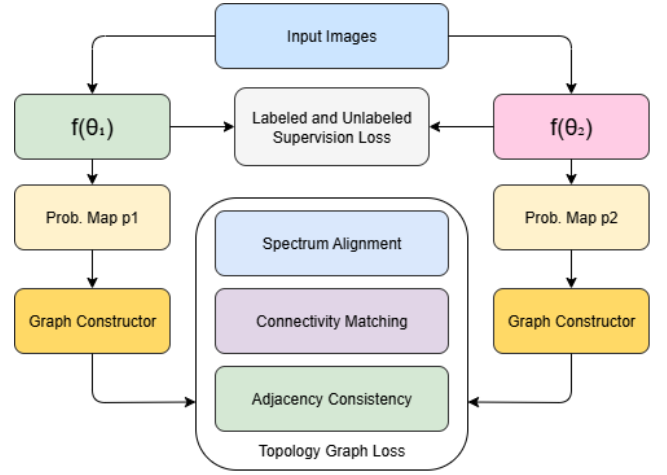 Input Images
f(θ₁)
Labeled and Unlabeled
Supervision Loss
f(θ₂)
Prob. Map p1
Prob. Map p2
Spectrum Alignment
Graph Constructor
Connectivity Matching
Graph Constructor
Adjacency Consistency
Topology Graph Loss